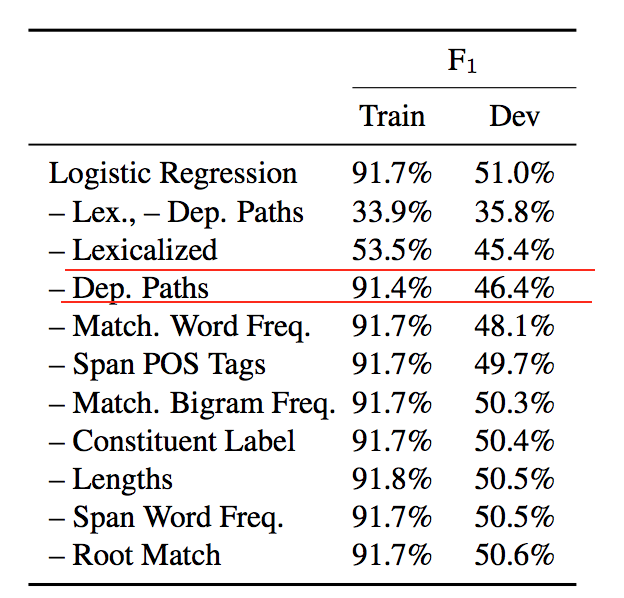 F₁
Train Dev
Logistic Regression 91.7% 51.0%
– Lex., – Dep. Paths 33.9% 35.8%
– Lexicalized 53.5% 45.4%
– Dep. Paths 91.4% 46.4%
– Match. Word Freq. 91.7% 48.1%
– Span POS Tags 91.7% 49.7%
– Match. Bigram Freq. 91.7% 50.3%
– Constituent Label 91.7% 50.4%
– Lengths 91.8% 50.5%
– Span Word Freq. 91.7% 50.5%
– Root Match 91.7% 50.6%